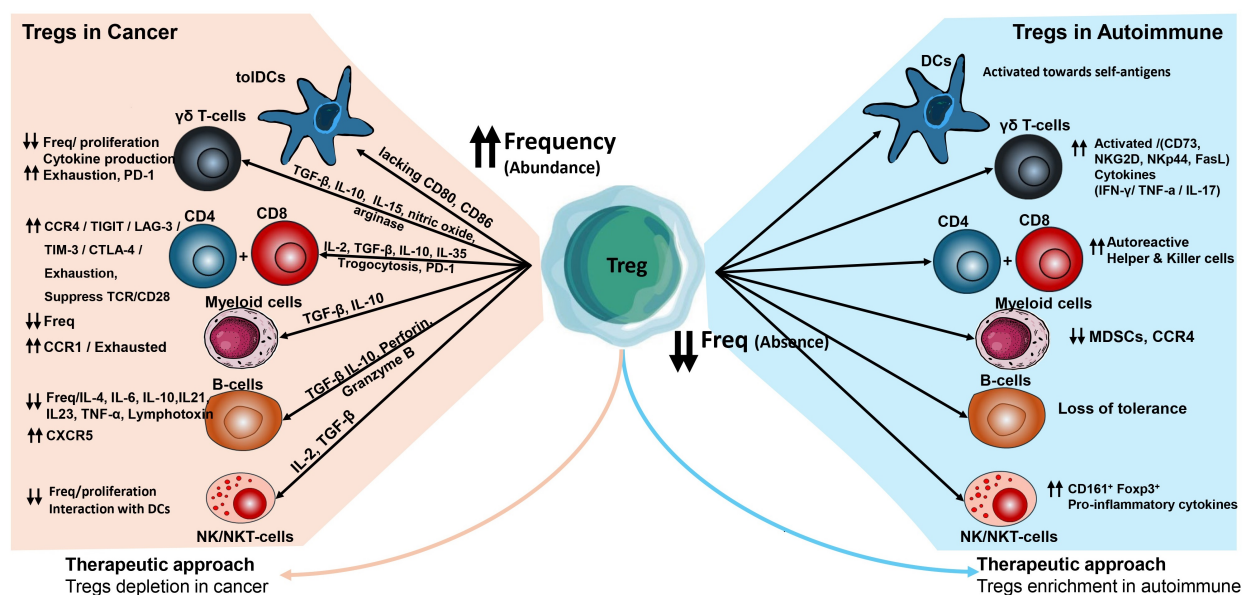 Tregs in Cancer
tolDCs
γδ T-cells
↓↓ Freq/ proliferation
Cytokine production
↑↑ Exhaustion, PD-1
lacking CD80, CD86
TGF-β, IL-10, IL-15, nitric oxide,
arginase
CD4
CD8
+
↑↑ CCR4 / TIGIT / LAG-3 /
TIM-3 / CTLA-4 /
Exhaustion,
Suppress TCR/CD28
IL-2, TGF-β, IL-10, IL-35
Trogocytosis, PD-1
Myeloid cells
↓↓ Freq
↑↑ CCR1 / Exhausted
TGF-β, IL-10
B-cells
↓↓ Freq/IL-4, IL-6, IL-10,IL21,
IL23, TNF-α, Lymphotoxin
↑↑ CXCR5
TGF-β IL-10, Perforin,
Granzyme B
IL-2, TGF-β
↓↓ Freq/proliferation
Interaction with DCs
NK/NKT-cells
Therapeutic approach
Tregs depletion in cancer
↑↑ Frequency
(Abundance)
Treg
↓↓ Freq (Absence)
Tregs in Autoimmune
DCs
Activated towards self-antigens
γδ T-cells
↑↑ Activated /(CD73,
NKG2D, NKp44, FasL)
Cytokines
(IFN-γ/ TNF-a / IL-17)
CD4
CD8
+
↑↑ Autoreactive
Helper & Killer cells
Myeloid cells
↓↓ MDSCs, CCR4
B-cells
Loss of tolerance
↑↑ CD161⁺ Foxp3⁺
Pro-inflammatory cytokines
NK/NKT-cells
Therapeutic approach
Tregs enrichment in autoimmune